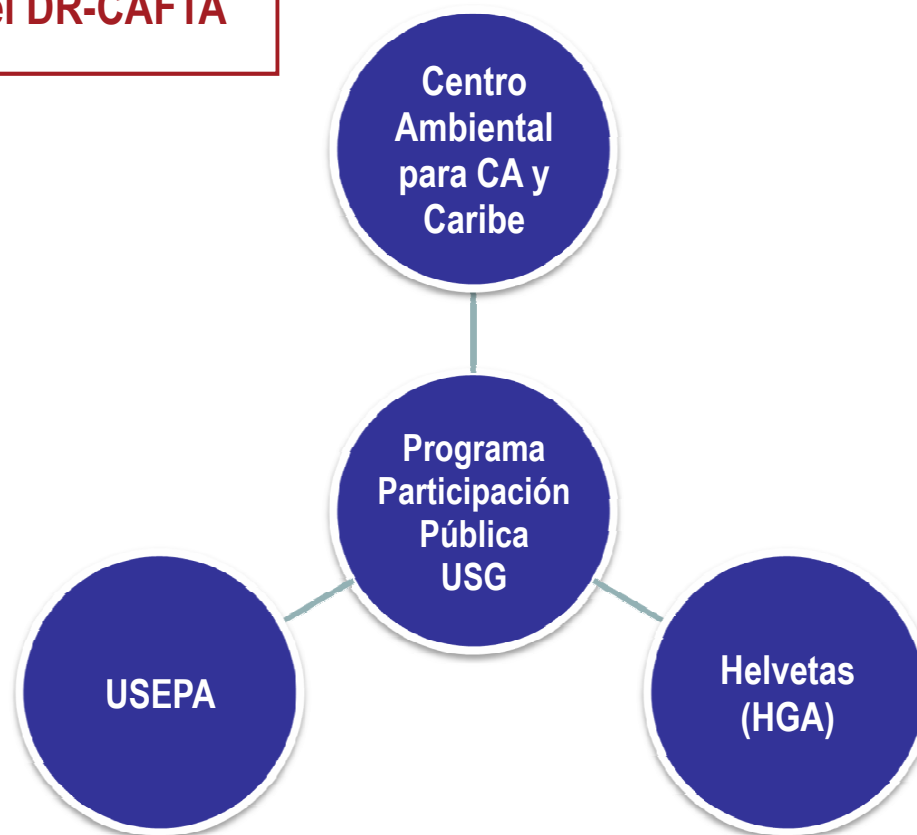 el DR-CAFTA
Centro
Ambiental
para CA y
Caribe
Programa
Participación
Pública
USG
USEPA
Helvetas
(HGA)